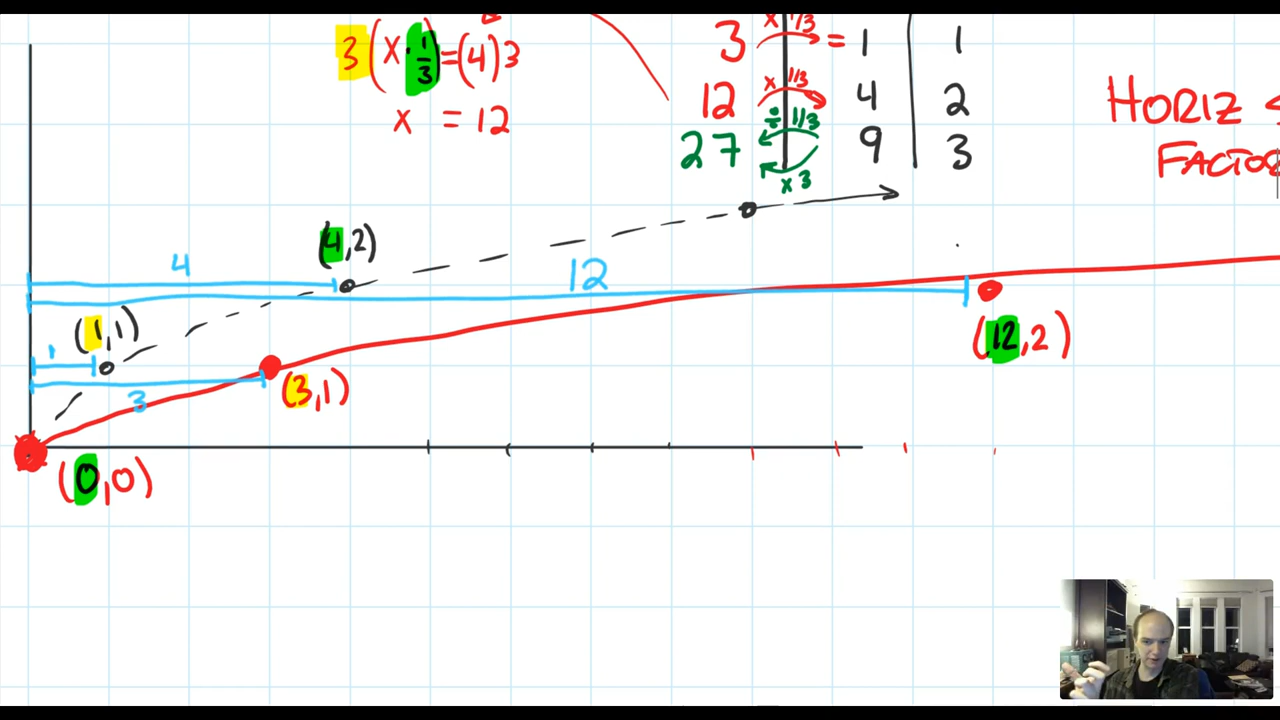 3(x·1/3)=(4)3
x = 12
x 1/3
3 = 1 1
x 1/3
12 4 2
÷ 1/3
27 9 3
x 3
HORIZ
FACTOR
(4,2)
4
12
(1,1)
1
(12,2)
(3,1)
3
(0,0)